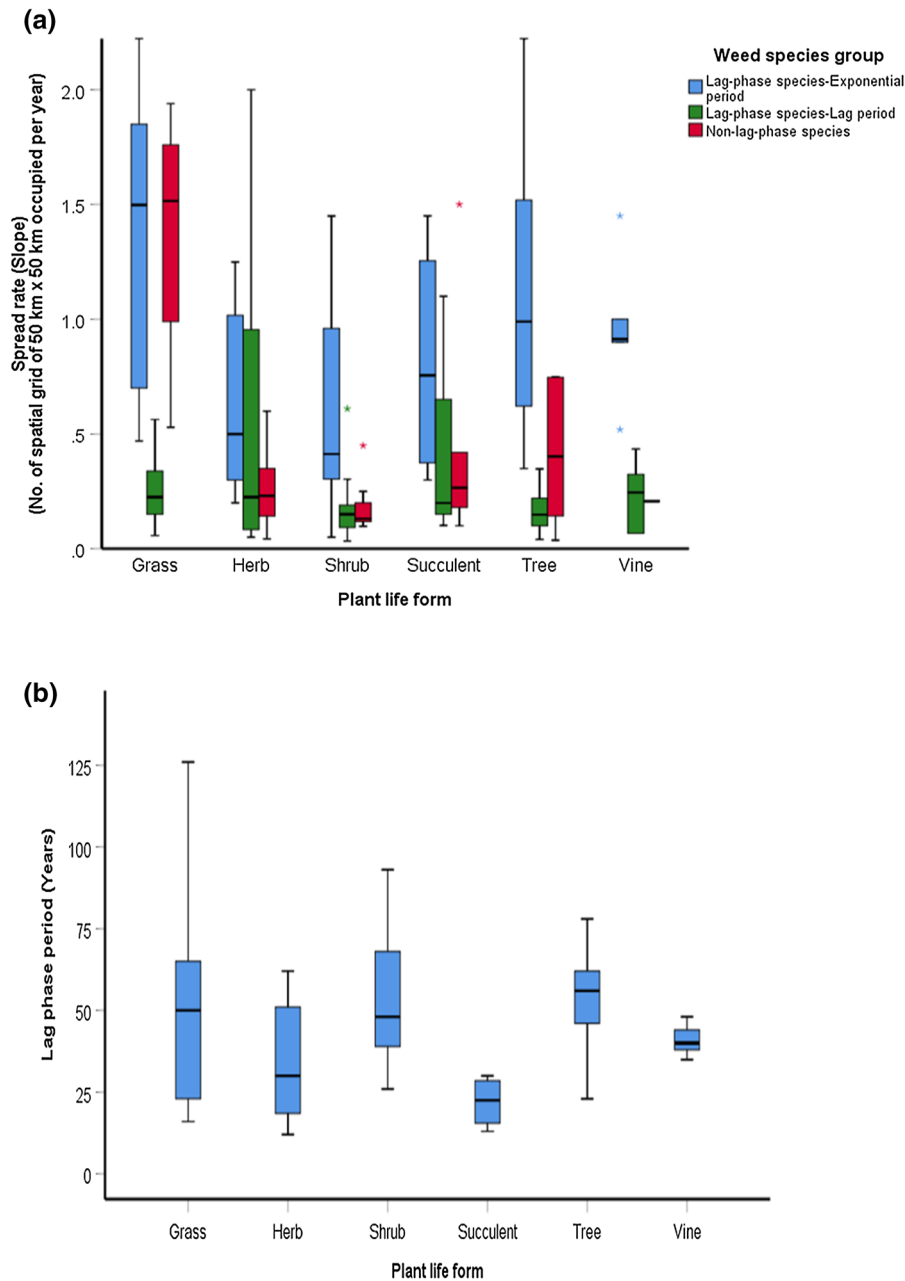 (a)
Spread rate (Slope)
(No. of spatial grid of 50 km x 50 km occupied per year)
2.0
1.5
1.0
.5
.0
Grass Herb Shrub Succulent Tree Vine
Plant life form
Weed species group
Lag-phase species-Exponential
period
Lag-phase species-Lag period
Non-lag-phase species
(b)
Lag phase period (Years)
125
100
75
50
25
0
Grass Herb Shrub Succulent Tree Vine
Plant life form